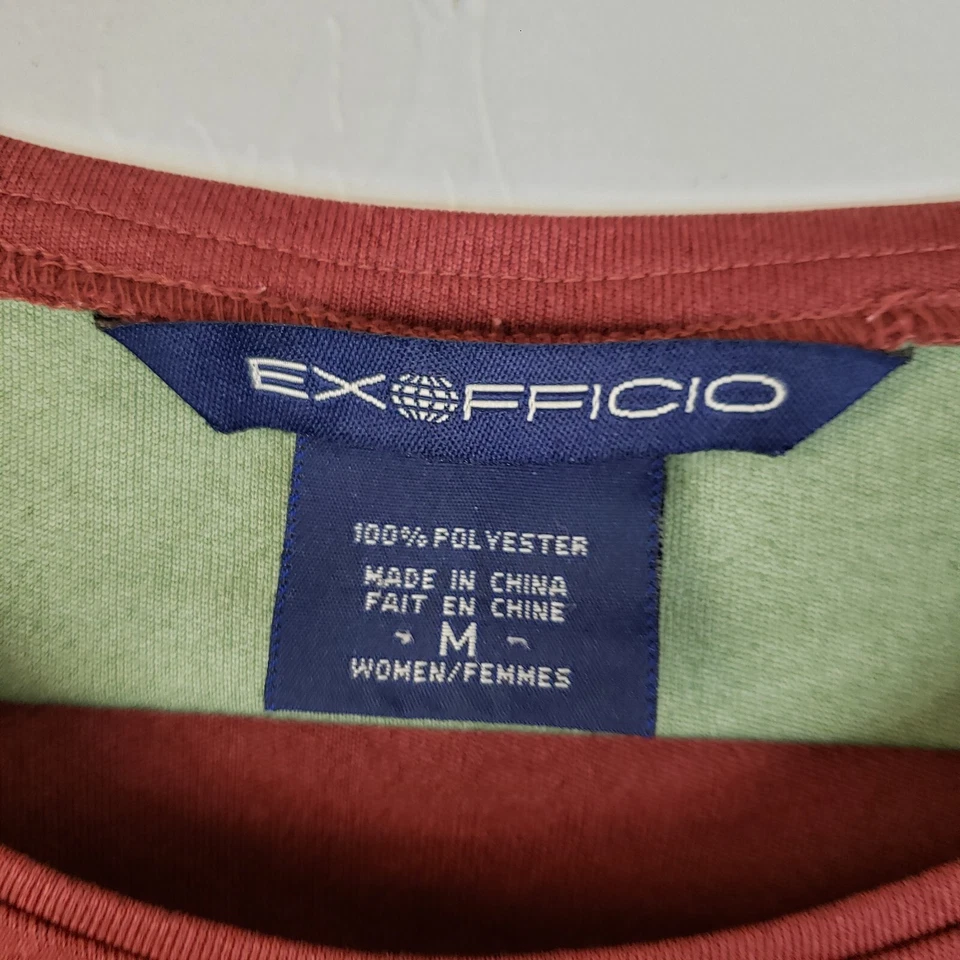 EXOFFICIO
100% POLYESTER
MADE IN CHINA
FAIT EN CHINE
- M -
WOMEN/FEMMES